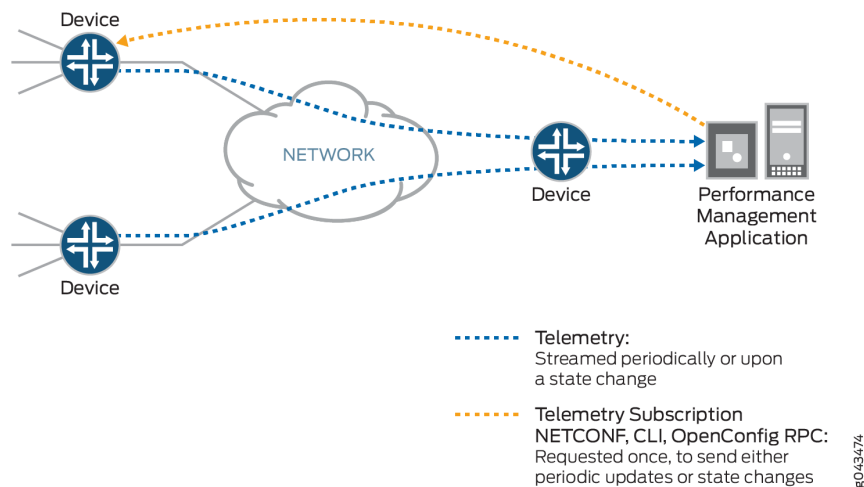 Device
NETWORK
Device
Performance
Management
Application
Device
Telemetry:
Streamed periodically or upon
a state change
Telemetry Subscription
NETCONF, CLI, OpenConfig RPC:
Requested once, to send either
periodic updates or state changes
g043474